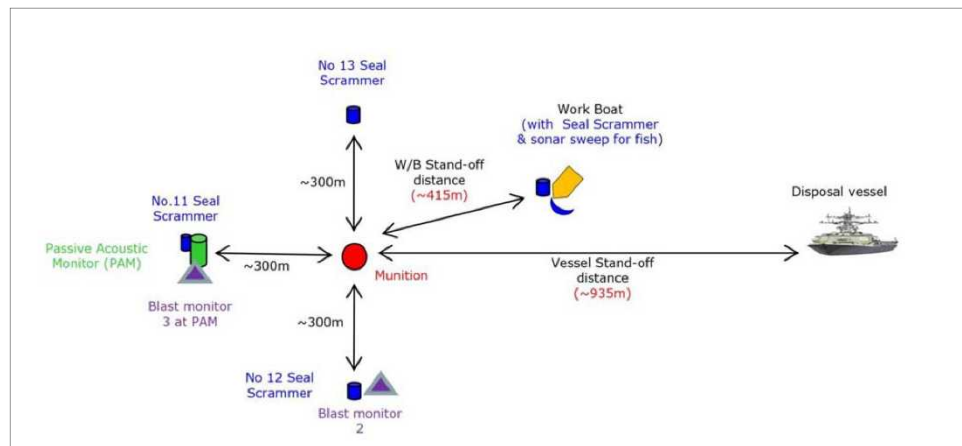 No 13 Seal
Scrammer
Work Boat
(with Seal Scrammer
& sonar sweep for fish)
~300m
W/B Stand-off
distance
(~415m)
Disposal vessel
No.11 Seal
Scrammer
Passive Acoustic
Monitor (PAM)
~300m
Munition
Vessel Stand-off
distance
(~935m)
Blast monitor
3 at PAM
~300m
No 12 Seal
Scrammer
Blast monitor
2